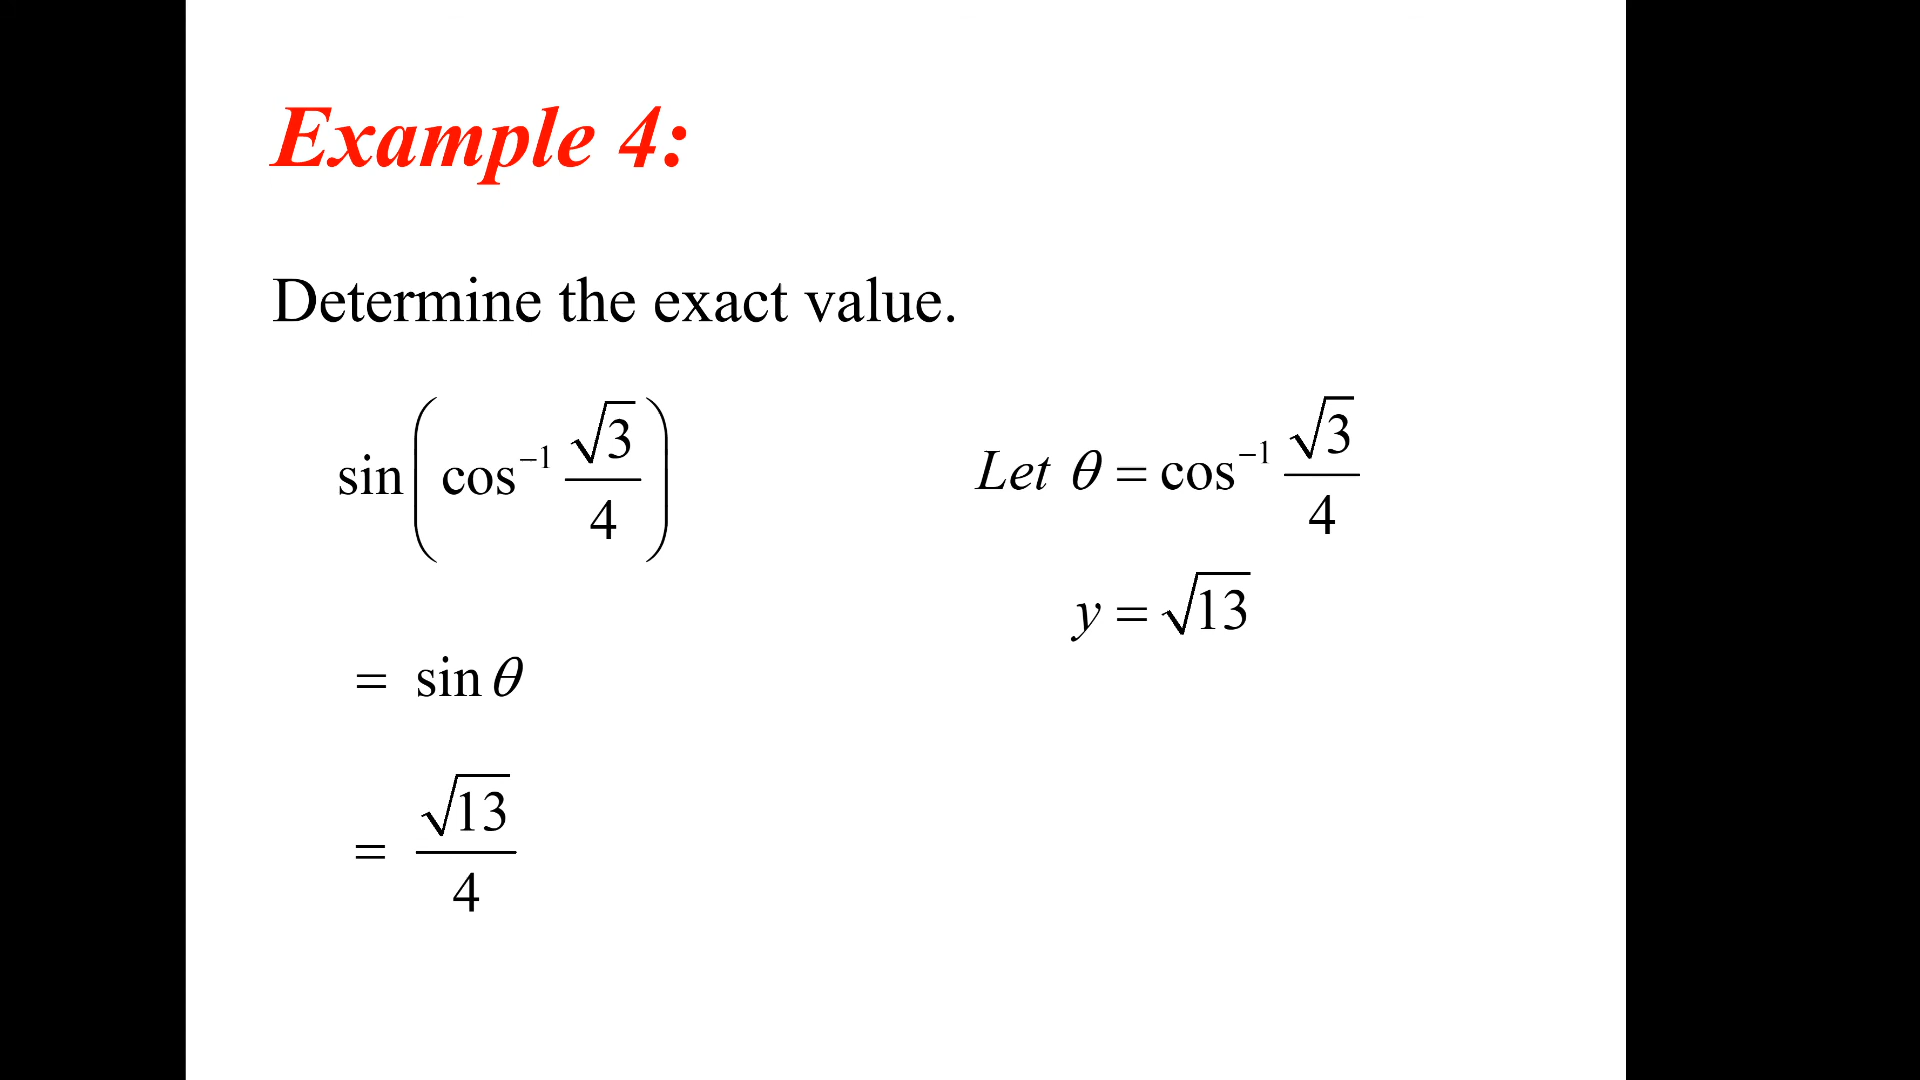 Example 4:
Determine the exact value.
sin(cos⁻¹ √3/4)
= sin θ
= √13/4
Let θ = cos⁻¹ √3/4
y = √13